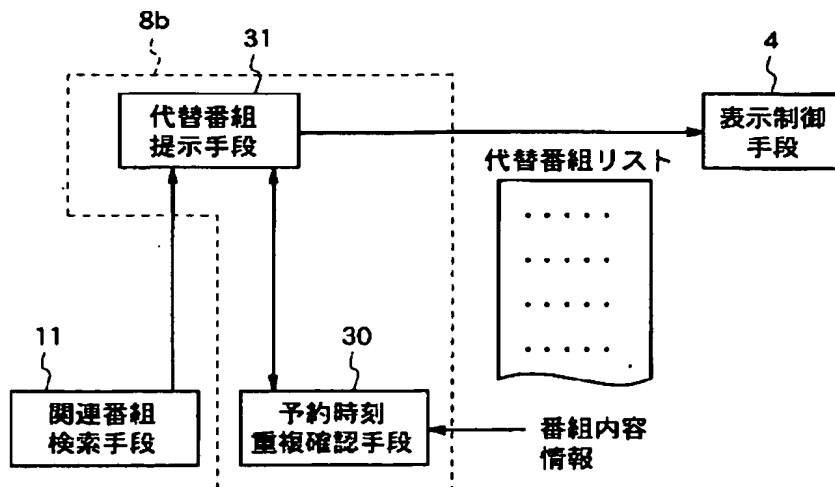 8b
31
代替番組
提示手段
4
表示制御
手段
代替番組リスト
11
関連番組
検索手段
30
予約時刻
重複確認手段
番組内容
情報